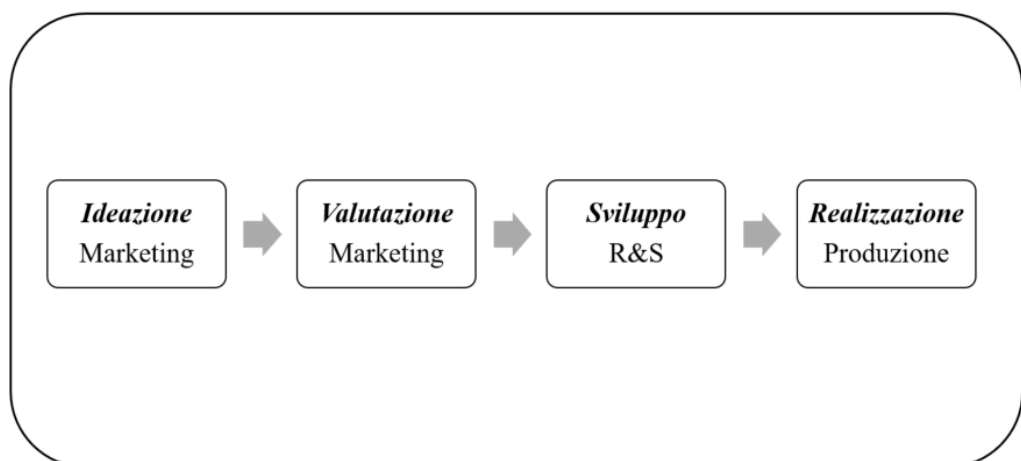 Ideazione
Marketing
Valutazione
Marketing
Sviluppo
R&S
Realizzazione
Produzione